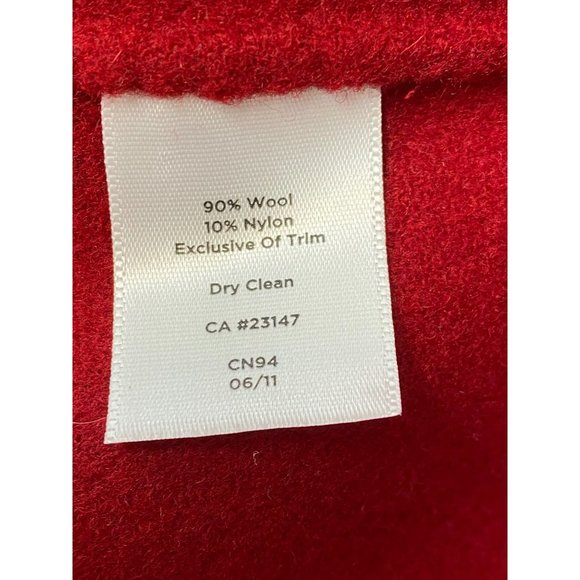 90% Wool
10% Nylon
Exclusive Of Trim
Dry Clean
CA #23147
CN94
06/11